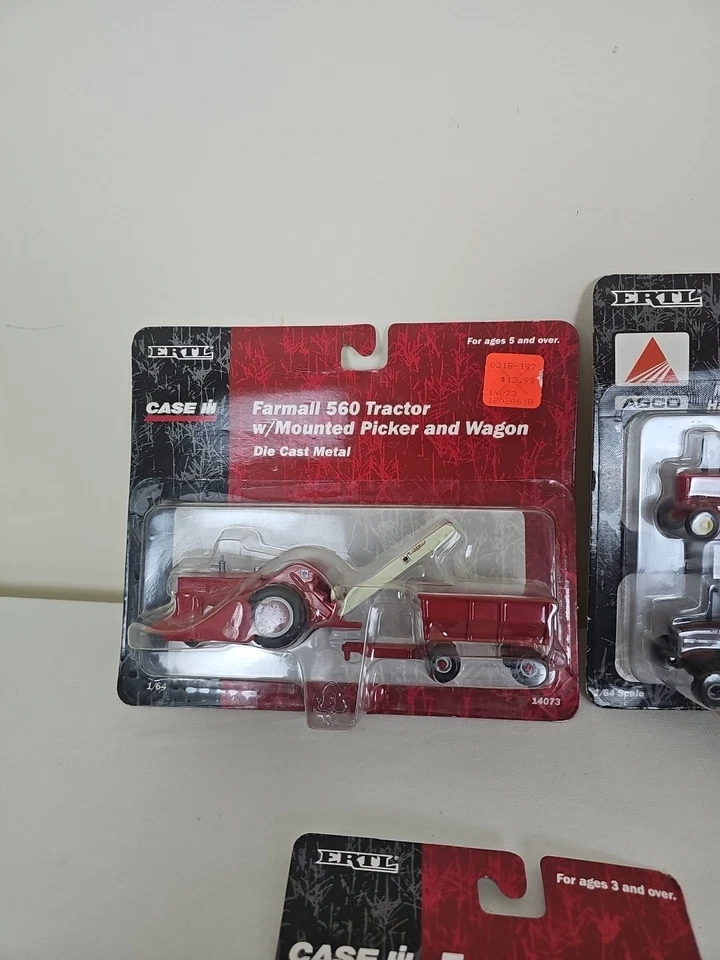 ERTL
For ages 5 and over.
0318-197
$13.99
14073
12020618
CASE IH
Farmall 560 Tractor
w/Mounted Picker and Wagon
Die Cast Metal
1/64
14073
ERTL
AGCO
1/64 Scale
ERTL
For ages 3 and over.
CASE IH